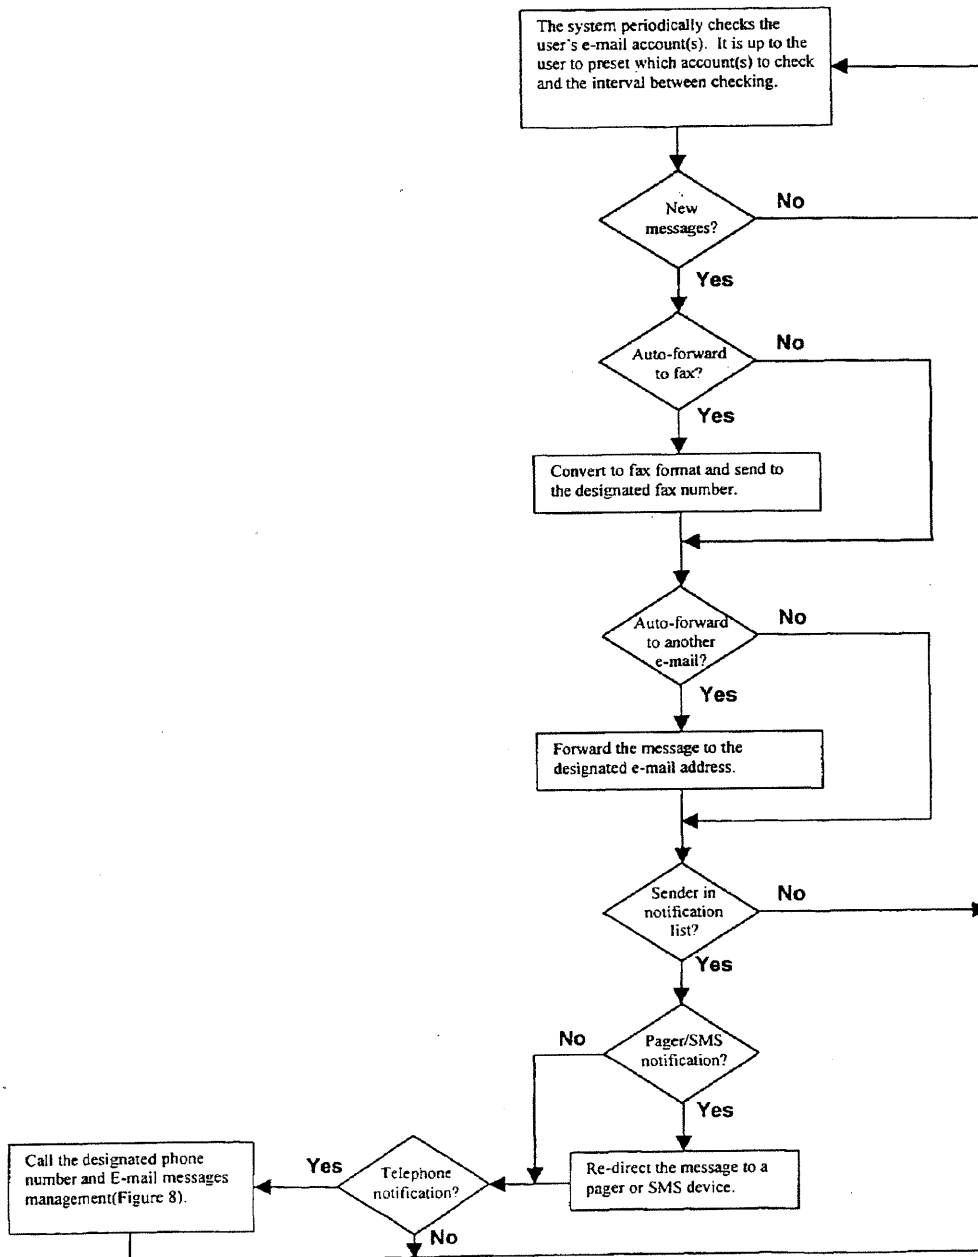 The system periodically checks the
user's e-mail account(s). It is up to the
user to preset which account(s) to check
and the interval between checking.
New
messages?
No
Yes
Auto-forward
to fax?
No
Yes
Convert to fax format and send to
the designated fax number.
Auto-forward
to another
e-mail?
No
Yes
Forward the message to the
designated e-mail address.
Sender in
notification
list?
No
Yes
Pager/SMS
notification?
No
Yes
Re-direct the message to a
pager or SMS device.
Telephone
notification?
Yes
No
Call the designated phone
number and E-mail messages
management(Figure 8).